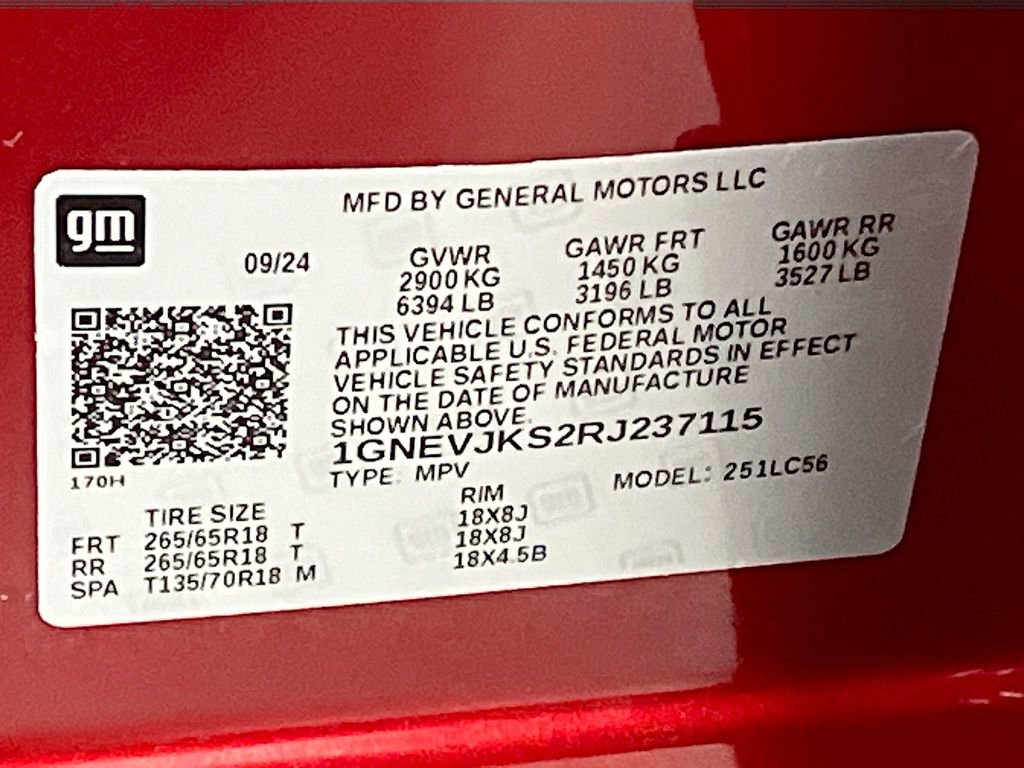 gm
MFD BY GENERAL MOTORS LLC
09/24
GVWR
2900 KG
6394 LB
GAWR FRT
1450 KG
3196 LB
GAWR RR
1600 KG
3527 LB
THIS VEHICLE CONFORMS TO ALL
APPLICABLE U.S. FEDERAL MOTOR
VEHICLE SAFETY STANDARDS IN EFFECT
ON THE DATE OF MANUFACTURE
SHOWN ABOVE.
1GNEVJKS2RJ237115
TYPE: MPV
MODEL: 251LC56
170H
TIRE SIZE RIM
FRT 265/65R18 T 18X8J
RR 265/65R18 T 18X8J
SPA T135/70R18 M 18X4.5B